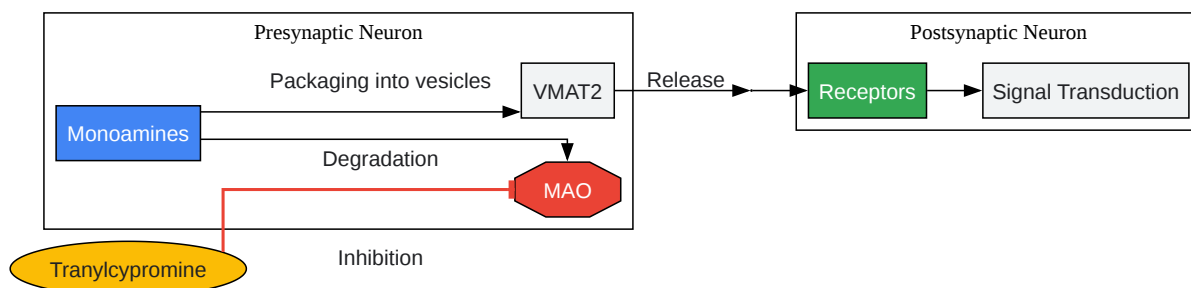 Presynaptic Neuron
Postsynaptic Neuron
Packaging into vesicles
VMAT2
Release
Receptors
Signal Transduction
Monoamines
Degradation
MAO
Inhibition
Tranylcypromine